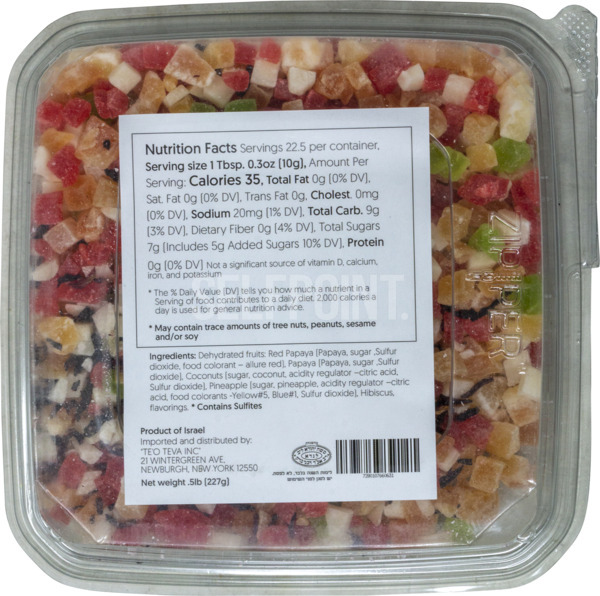 Nutrition Facts Servings 22.5 per container,
Serving size 1 Tbsp. 0.3oz (10g), Amount Per
Serving: Calories 35, Total Fat 0g (0% DV),
Sat. Fat 0g (0% DV), Trans Fat 0g, Cholest. 0mg
(0% DV), Sodium 20mg (1% DV), Total Carb. 9g
(3% DV), Dietary Fiber 0g (4% DV), Total Sugars
7g (Includes 5g Added Sugars 10% DV), Protein
0g (0% DV) Not a significant source of vitamin D, calcium,
iron, and potassium
* The % Daily Value (DV) tells you how much a nutrient in a
Serving of food contributes to a daily diet. 2,000 calories a
day is used for general nutrition advice.
* May contain trace amounts of tree nuts, peanuts, sesame
and/or soy
Ingredients: Dehydrated fruits: Red Papaya (Papaya, sugar ,Sulfur
dioxide, food colorant – allure red), Papaya (Papaya, sugar ,Sulfur
dioxide), Coconuts (sugar, coconut, acidity regulator –citric acid,
Sulfur dioxide), Pineapple (sugar, pineapple, acidity regulator –citric
acid, food colorants -Yellow#5, Blue#1, Sulfur dioxide), Hibiscus,
flavorings. * Contains Sulfites
Product of Israel
Imported and distributed by:
"TE'O TEVA INC"
21 WINTERGREEN AVE,
NEWBURGH, NBW YORK 12550
Net weight .5lb (227g)
ZIPPER